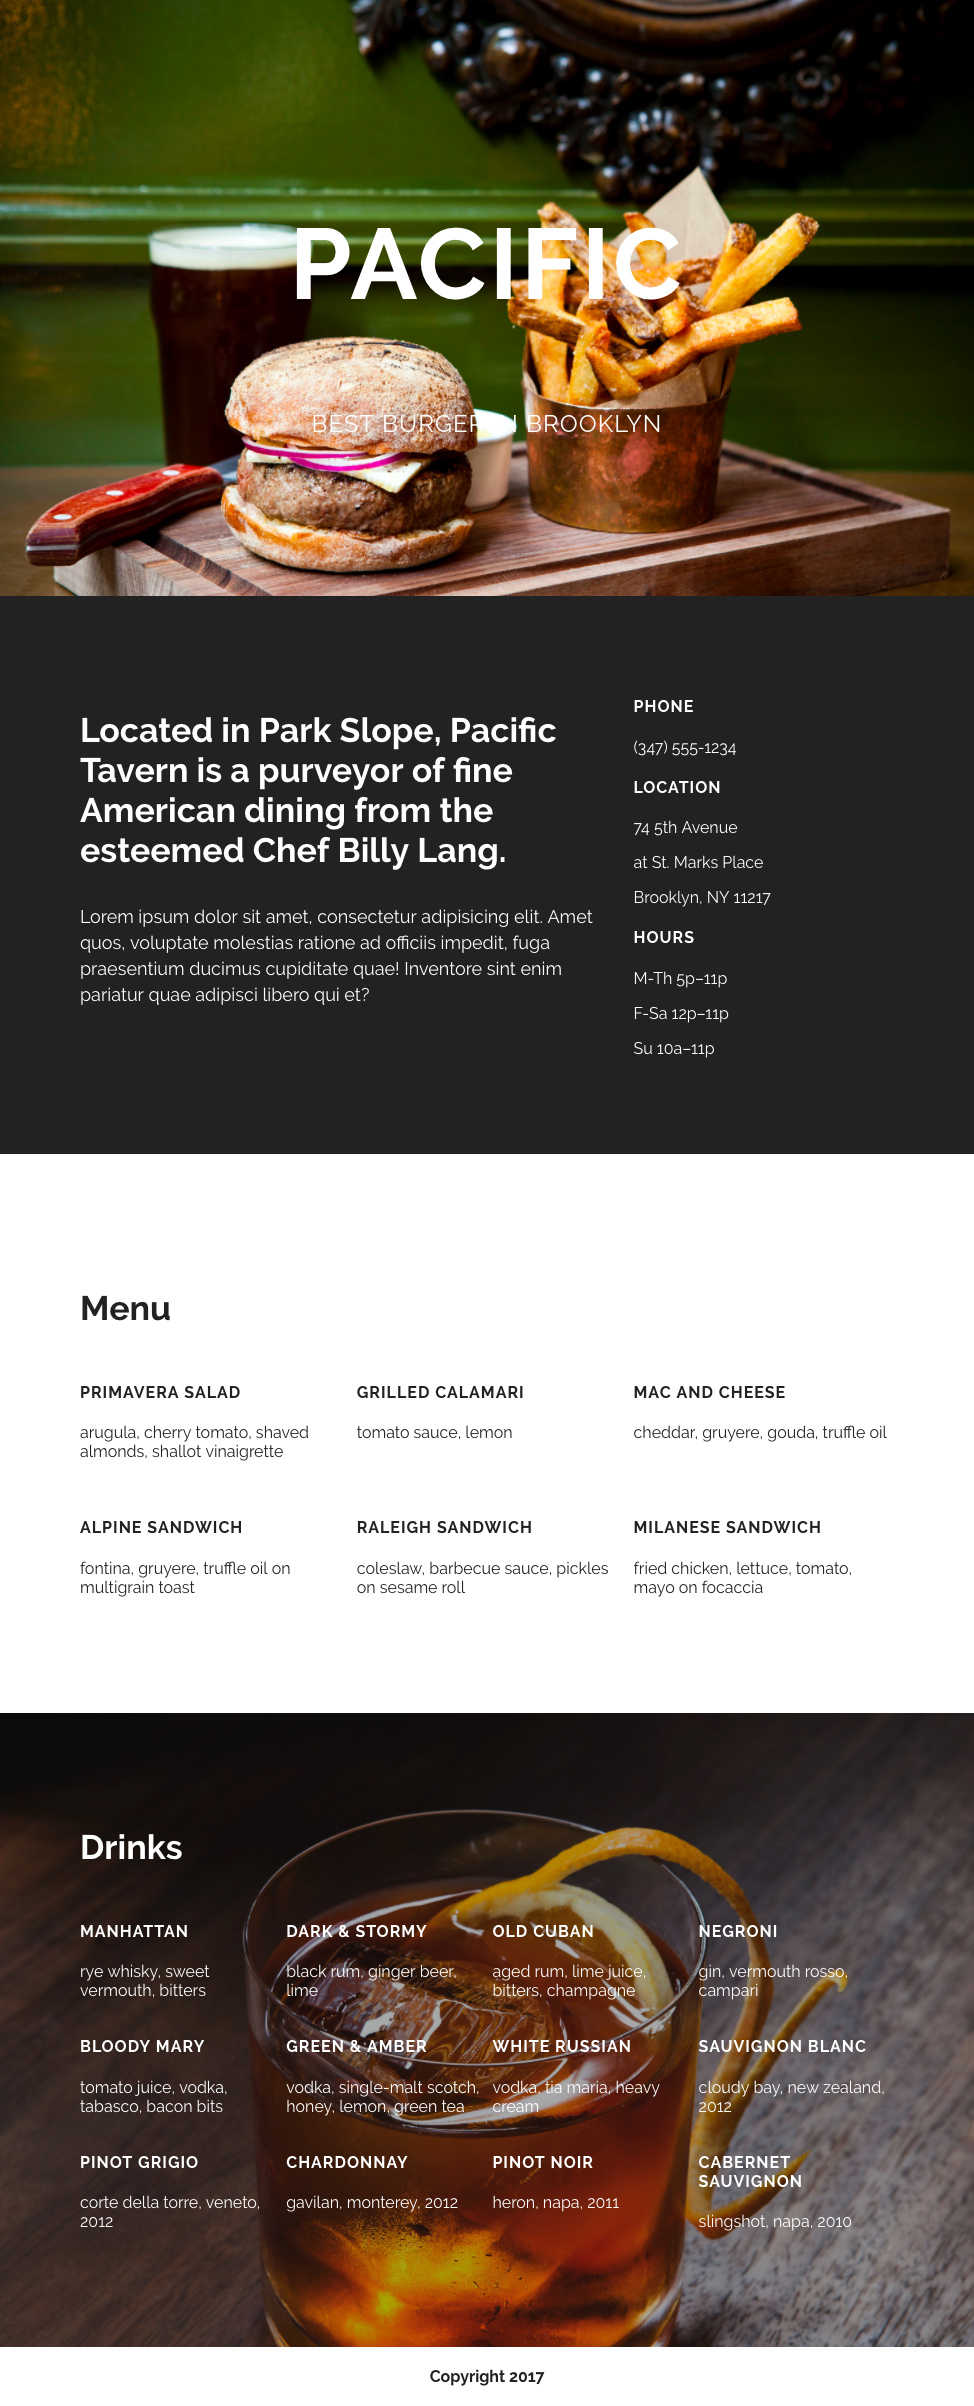 PACIFIC
BEST BURGER IN BROOKLYN
Located in Park Slope, Pacific
Tavern is a purveyor of fine
American dining from the
esteemed Chef Billy Lang.
Lorem ipsum dolor sit amet, consectetur adipisicing elit. Amet
quos, voluptate molestias ratione ad officiis impedit, fuga
praesentium ducimus cupiditate quae! Inventore sint enim
pariatur quae adipisci libero qui et?
PHONE
(347) 555-1234
LOCATION
74 5th Avenue
at St. Marks Place
Brooklyn, NY 11217
HOURS
M-Th 5p–11p
F-Sa 12p–11p
Su 10a–11p
Menu
PRIMAVERA SALAD
arugula, cherry tomato, shaved
almonds, shallot vinaigrette
GRILLED CALAMARI
tomato sauce, lemon
MAC AND CHEESE
cheddar, gruyere, gouda, truffle oil
ALPINE SANDWICH
fontina, gruyere, truffle oil on
multigrain toast
RALEIGH SANDWICH
coleslaw, barbecue sauce, pickles
on sesame roll
MILANESE SANDWICH
fried chicken, lettuce, tomato,
mayo on focaccia
Drinks
MANHATTAN
rye whisky, sweet
vermouth, bitters
DARK & STORMY
black rum, ginger beer,
lime
OLD CUBAN
aged rum, lime juice,
bitters, champagne
NEGRONI
gin, vermouth rosso,
campari
BLOODY MARY
tomato juice, vodka,
tabasco, bacon bits
GREEN & AMBER
vodka, single-malt scotch,
honey, lemon, green tea
WHITE RUSSIAN
vodka, tia maria, heavy
cream
SAUVIGNON BLANC
cloudy bay, new zealand,
2012
PINOT GRIGIO
corte della torre, veneto,
2012
CHARDONNAY
gavilan, monterey, 2012
PINOT NOIR
heron, napa, 2011
CABERNET
SAUVIGNON
slingshot, napa, 2010
Copyright 2017